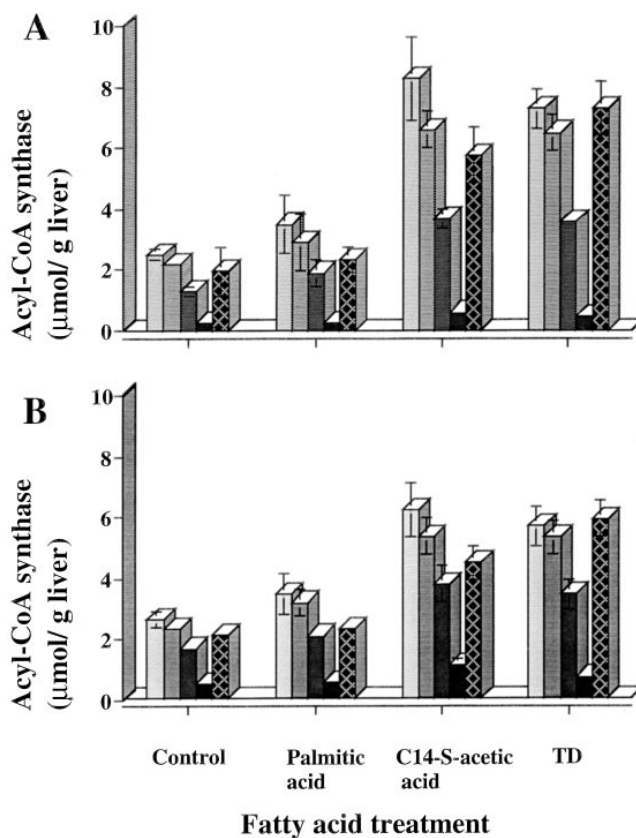 A
Acyl-CoA synthase
(μmol/ g liver)
10
8
6
4
2
0
B
Acyl-CoA synthase
(μmol/ g liver)
10
8
6
4
2
0
Control
Palmitic
acid
C14-S-acetic
acid
TD
Fatty acid treatment